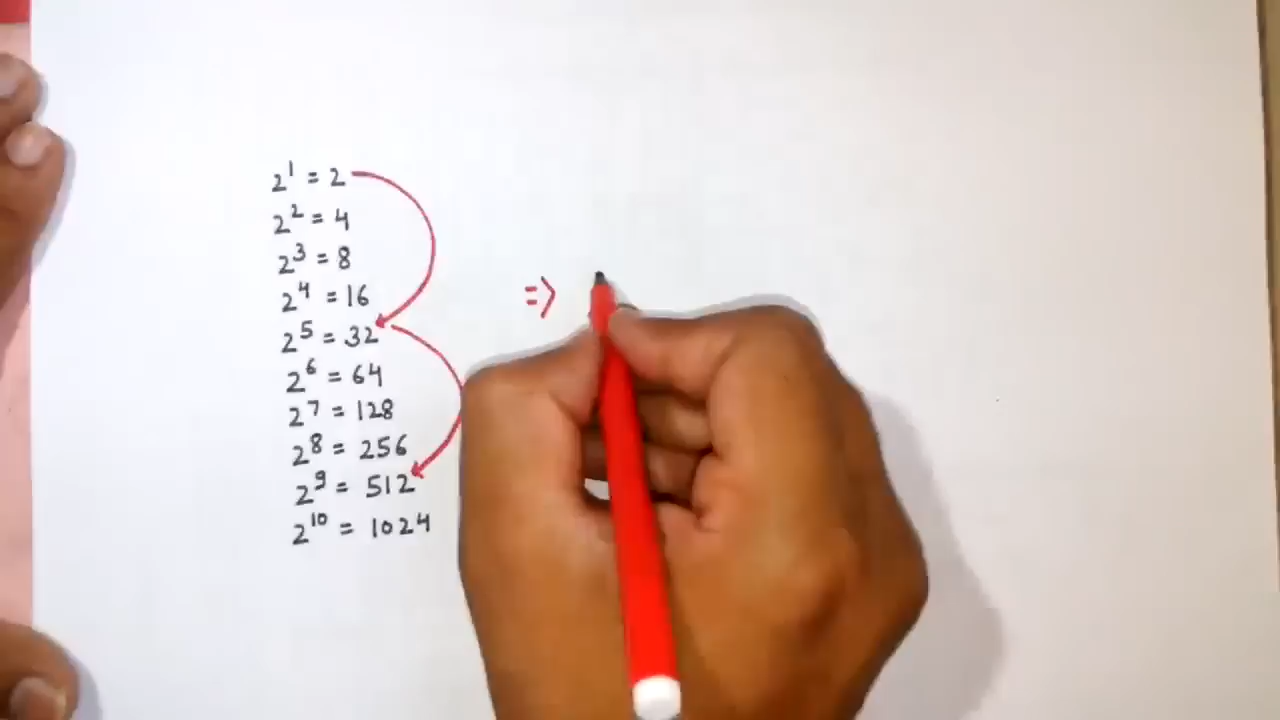 2¹ = 2
2² = 4
2³ = 8
2⁴ = 16
2⁵ = 32
2⁶ = 64
2⁷ = 128
2⁸ = 256
2⁹ = 512
2¹⁰ = 1024
=>